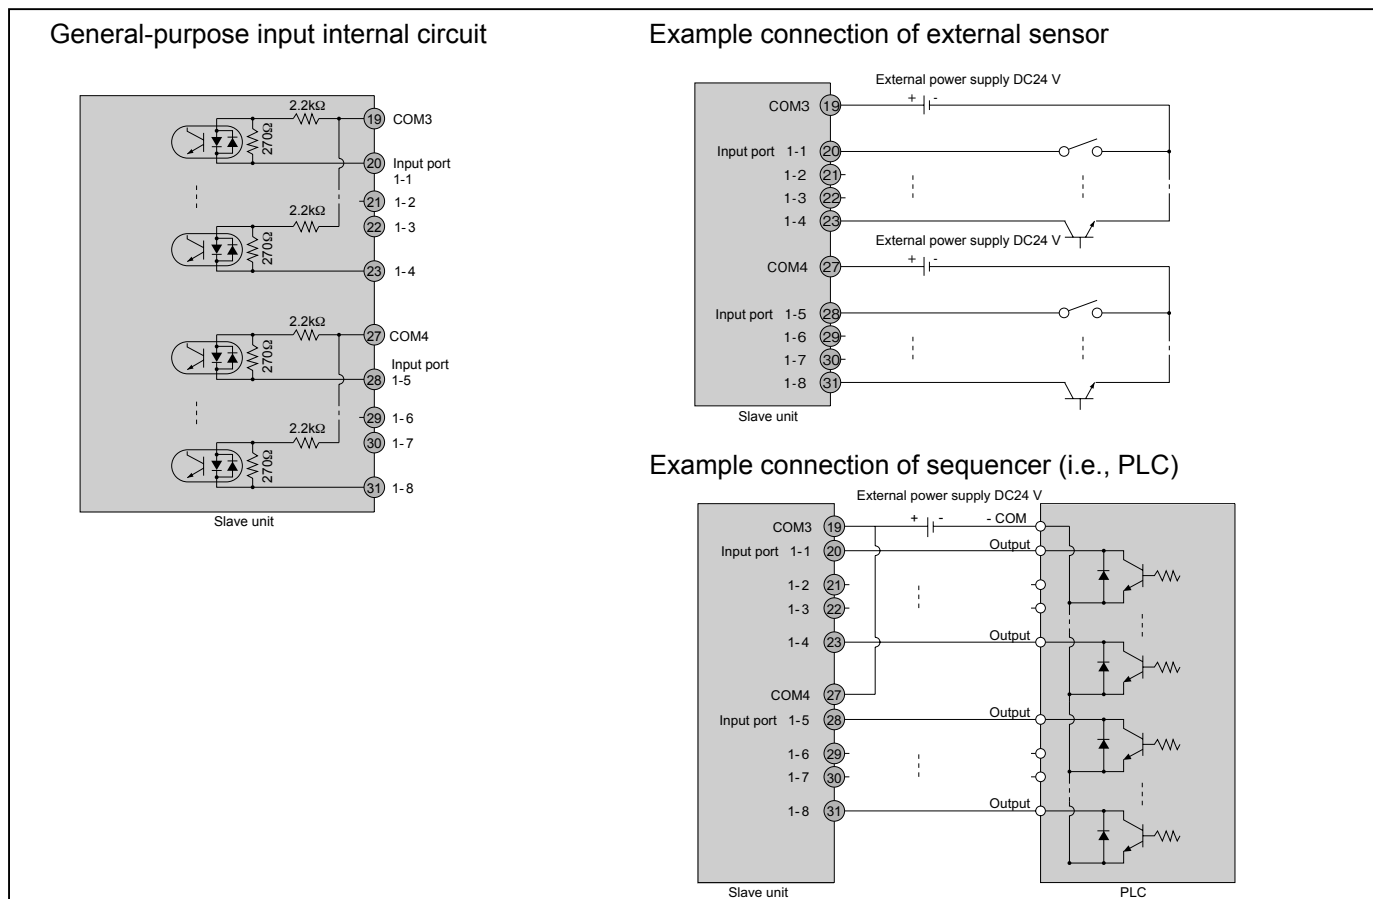 General-purpose input internal circuit
2.2kΩ
270Ω
19 COM3
20 Input port
1-1
21 1-2
2.2kΩ
270Ω
22 1-3
23 1-4
2.2kΩ
270Ω
27 COM4
Input port
28 1-5
29 1-6
2.2kΩ
270Ω
30 1-7
31 1-8
Slave unit
Example connection of external sensor
External power supply DC24 V
COM3 19 + -
Input port 1-1 20
1-2 21
1-3 22
1-4 23
External power supply DC24 V
COM4 27 + -
Input port 1-5 28
1-6 29
1-7 30
1-8 31
Slave unit
Example connection of sequencer (i.e., PLC)
External power supply DC24 V
COM3 19 + - - COM
Input port 1-1 20 Output
1-2 21
1-3 22
1-4 23 Output
COM4 27
Input port 1-5 28 Output
1-6 29
1-7 30
1-8 31 Output
Slave unit
PLC